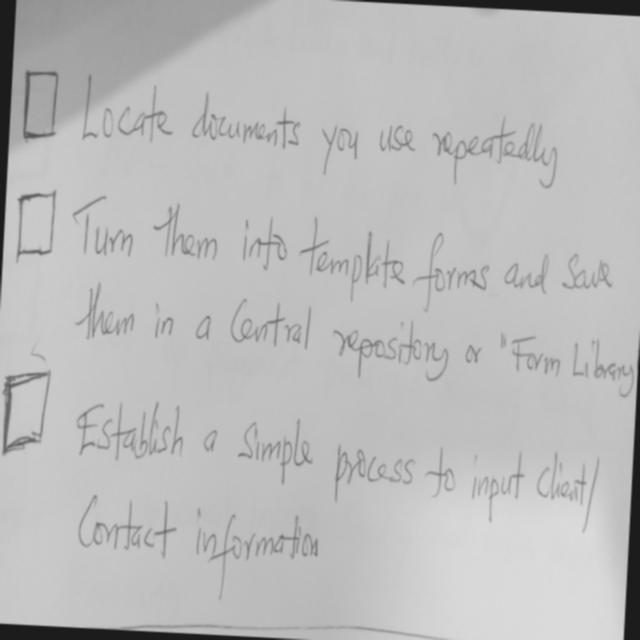 Locate documents you use repeatedly
Turn them into template forms and save
them in a Central repository or "Form Library
Establish a simple process to input client/
Contact information